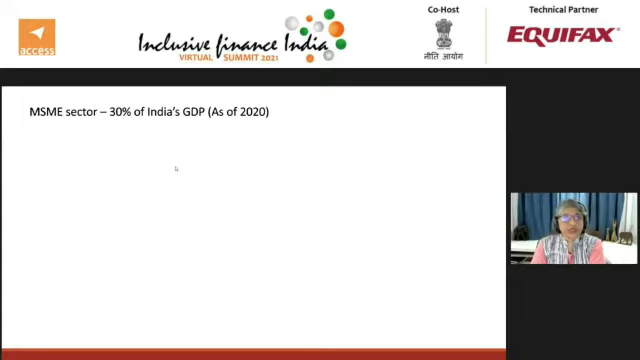 access
Inclusive finance India
VIRTUAL SUMMIT 2021
Co-Host
नीति आयोग
Technical Partner
EQUIFAX
MSME sector – 30% of India's GDP (As of 2020)